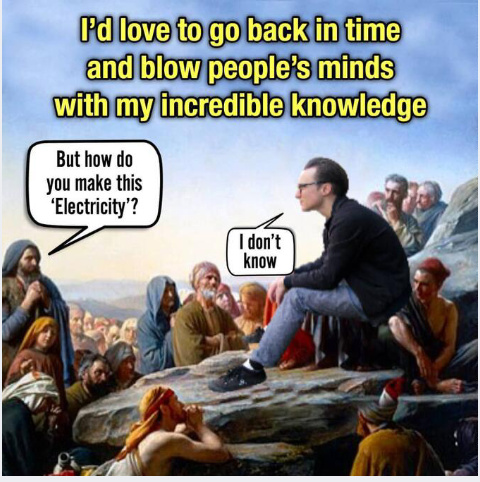 I'd love to go back in time
and blow people's minds
with my incredible knowledge
But how do
you make this
'Electricity'?
I don't
know